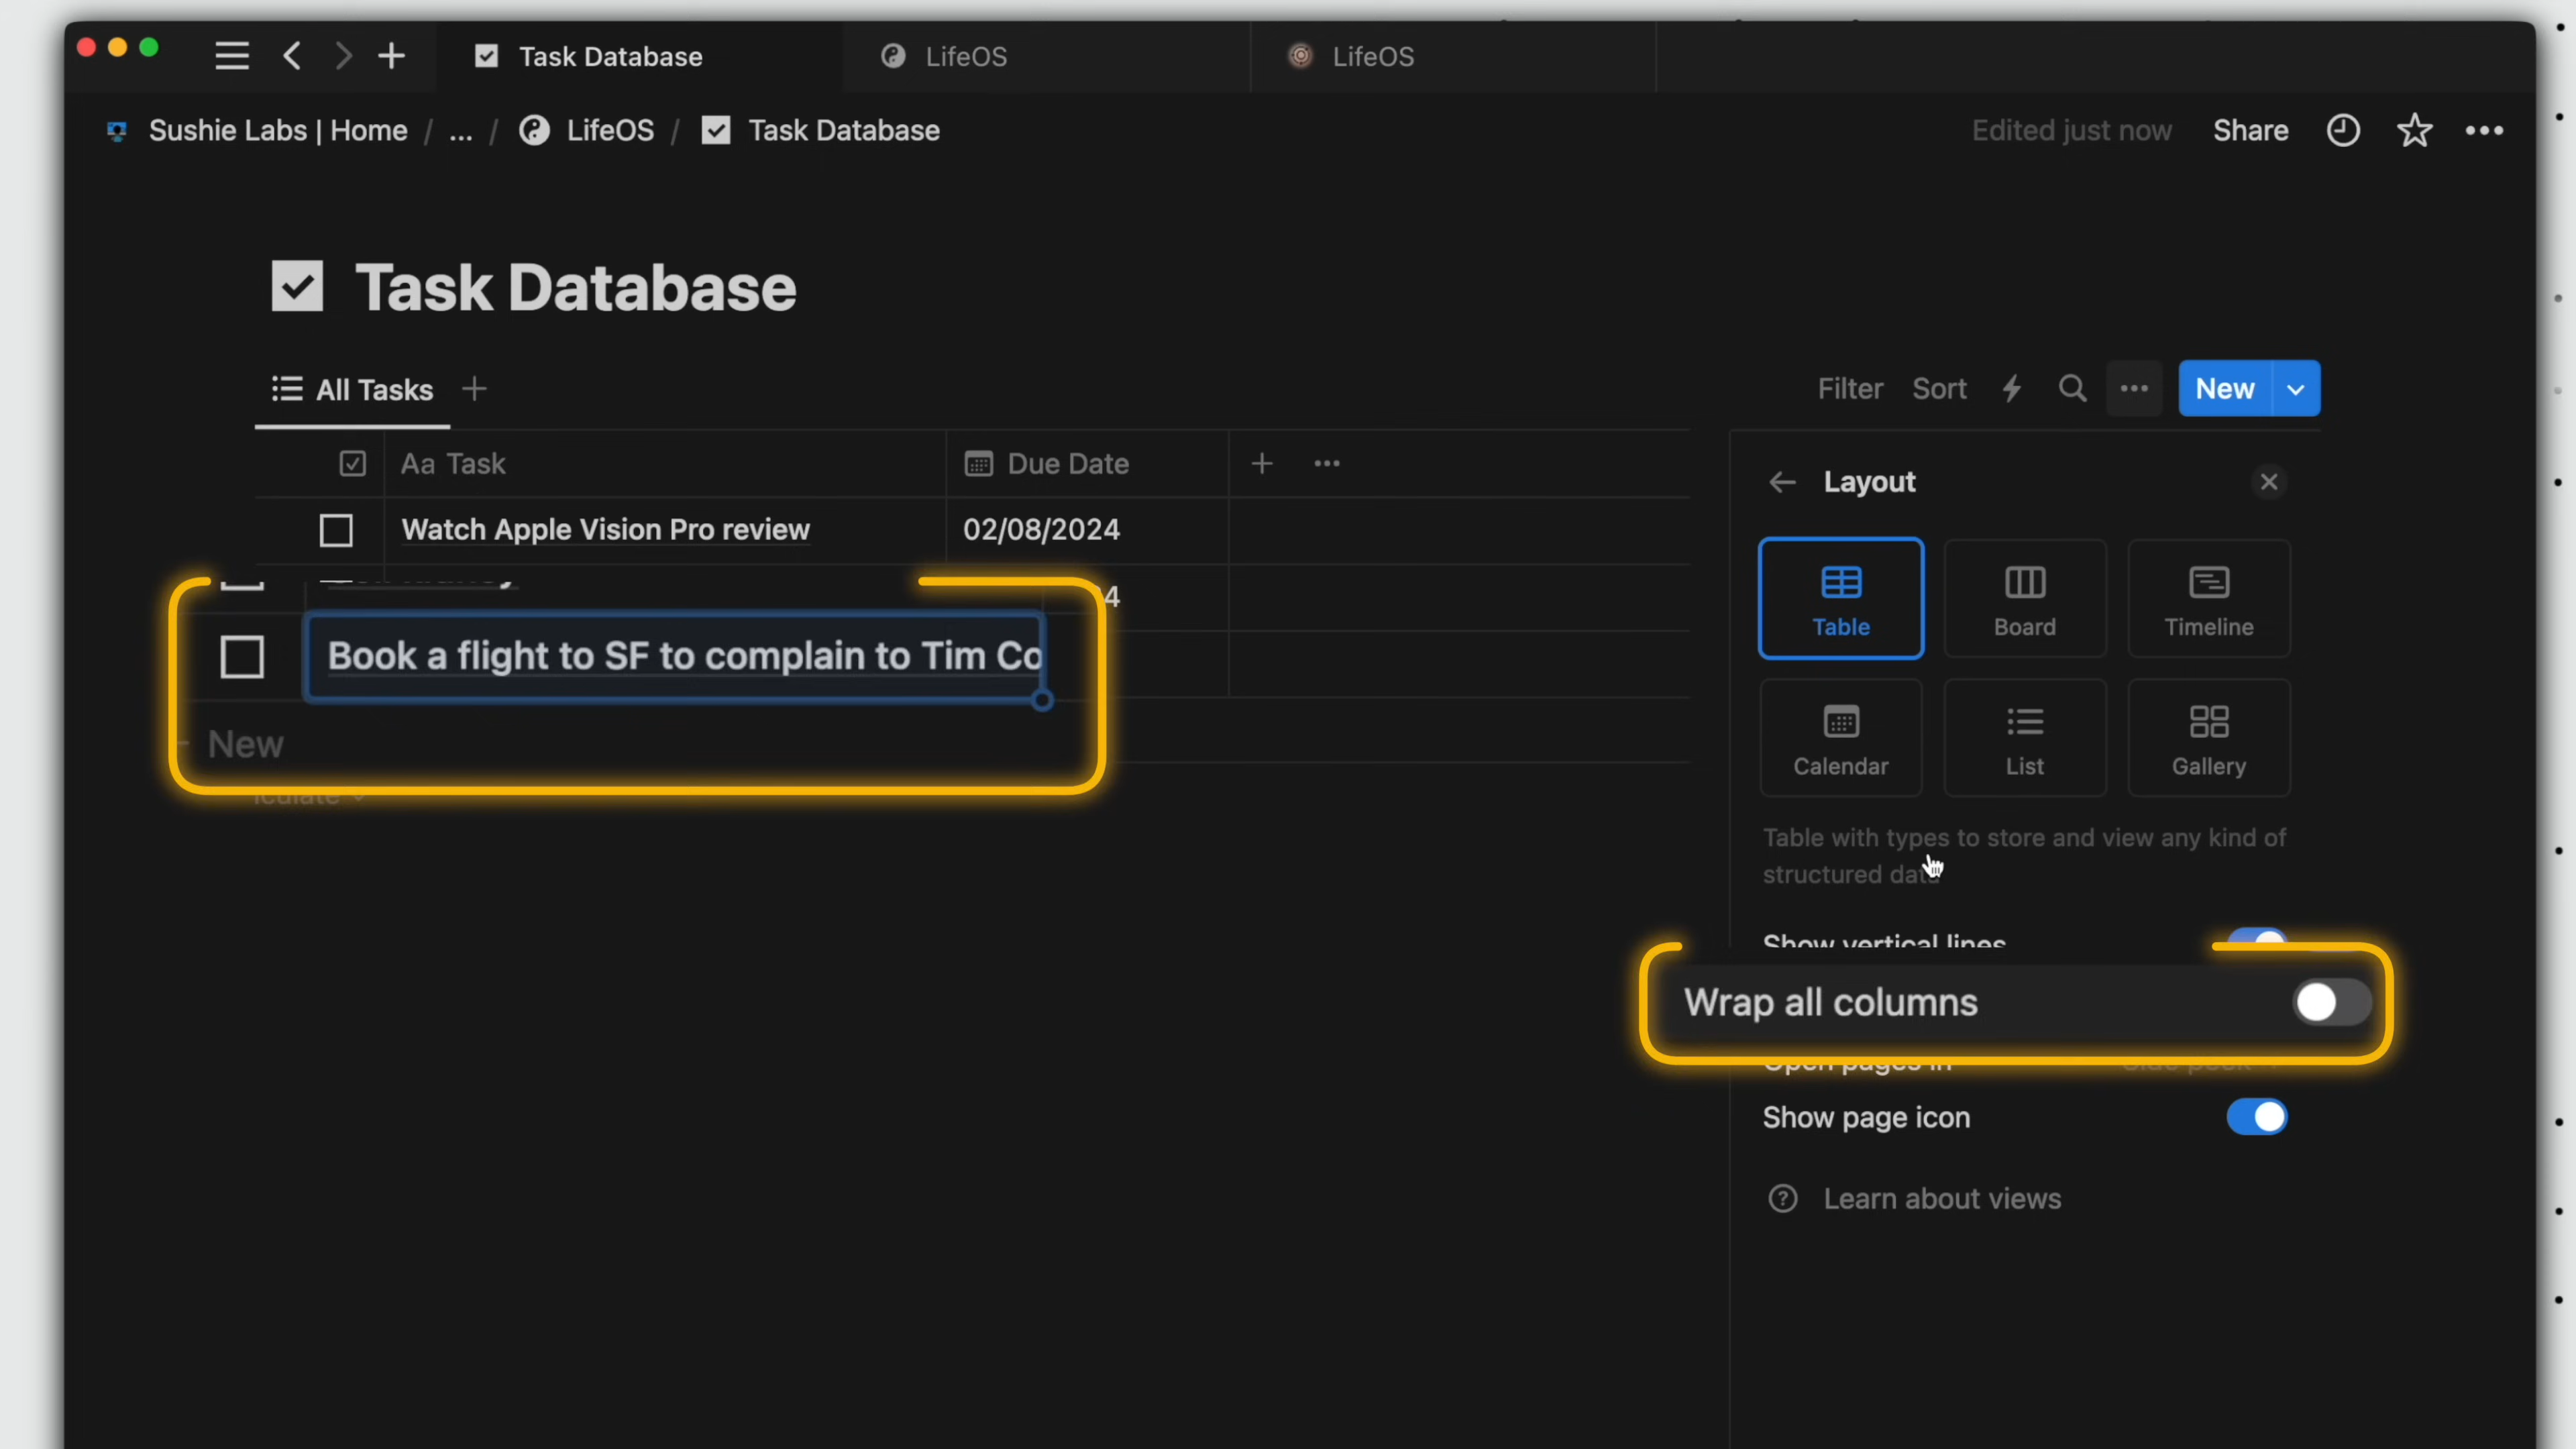 Task Database
LifeOS
LifeOS
Sushie Labs | Home / ... / LifeOS / Task Database
Edited just now
Share
Task Database
All Tasks
Filter
Sort
New
Aa Task
Due Date
Watch Apple Vision Pro review
02/08/2024
4
Book a flight to SF to complain to Tim Co
New
Layout
Table
Board
Timeline
Calendar
List
Gallery
Table with types to store and view any kind of
structured data
Show vertical lines
Wrap all columns
Open pages in
Show page icon
Learn about views